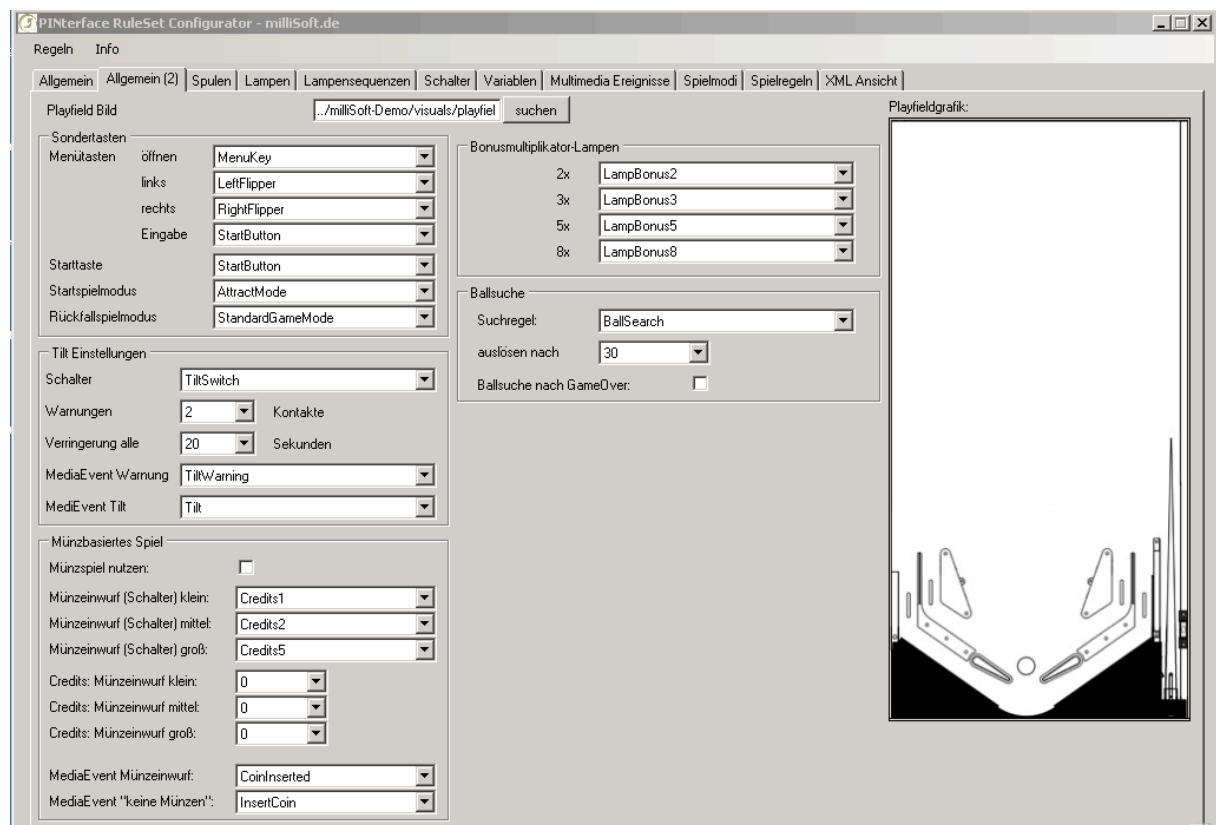 PINterface RuleSet Configurator - milliSoft.de
Regeln Info
Allgemein Allgemein (2) Spulen Lampen Lampensequenzen Schalter Variablen Multimedia Ereignisse Spielmodi Spielregeln XML Ansicht
Playfield Bild ../milliSoft-Demo/visuals/playfiel suchen
Sondertasten
Menütasten öffnen MenuKey
links LeftFlipper
rechts RightFlipper
Eingabe StartButton
Starttaste StartButton
Startspielmodus AttractMode
Rückfallspielmodus StandardGameMode
Tilt Einstellungen
Schalter TiltSwitch
Warnungen 2 Kontakte
Verringerung alle 20 Sekunden
MediaEvent Warnung TiltWarning
MediEvent Tilt Tilt
Münzbasiertes Spiel
Münzspiel nutzen:
Münzeinwurf (Schalter) klein: Credits1
Münzeinwurf (Schalter) mittel: Credits2
Münzeinwurf (Schalter) groß: Credits5
Credits: Münzeinwurf klein: 0
Credits: Münzeinwurf mittel: 0
Credits: Münzeinwurf groß: 0
MediaEvent Münzeinwurf: CoinInserted
MediaEvent "keine Münzen": InsertCoin
Bonusmultiplikator-Lampen
2x LampBonus2
3x LampBonus3
5x LampBonus5
8x LampBonus8
Ballsuche
Suchregel: BallSearch
auslösen nach 30
Ballsuche nach GameOver:
Playfieldgrafik: